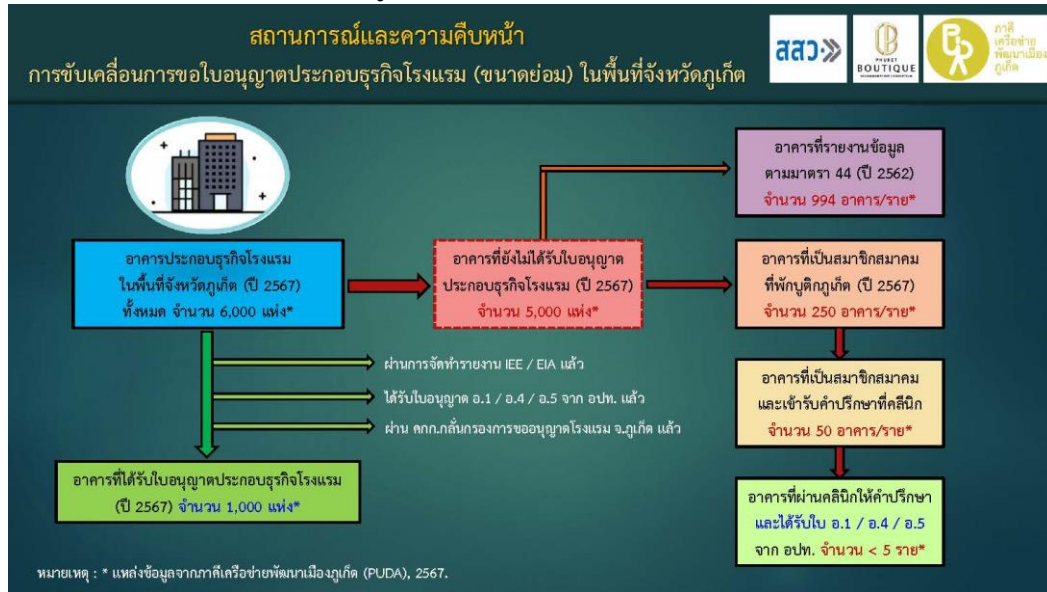 สถานการณ์และความคืบหน้า
การขับเคลื่อนการขอใบอนุญาตประกอบธุรกิจโรงแรม (ขนาดย่อม) ในพื้นที่จังหวัดภูเก็ต
สสว
PHUKET
BOUTIQUE
ภาคี
เครือข่าย
พัฒนาเมือง
ภูเก็ต
อาคารที่รายงานข้อมูล
ตามมาตรา 44 (ปี 2562)
จำนวน 994 อาคาร/ราย*
อาคารประกอบธุรกิจโรงแรม
ในพื้นที่จังหวัดภูเก็ต (ปี 2567)
ทั้งหมด จำนวน 6,000 แห่ง*
อาคารที่ยังไม่ได้รับใบอนุญาต
ประกอบธุรกิจโรงแรม (ปี 2567)
จำนวน 5,000 แห่ง*
อาคารที่เป็นสมาชิกสมาคม
ที่พักบูติกภูเก็ต (ปี 2567)
จำนวน 250 อาคาร/ราย*
ผ่านการจัดทำรายงาน IEE / EIA แล้ว
ได้รับใบอนุญาต อ.1 / อ.4 / อ.5 จาก อปท. แล้ว
ผ่าน คกก.กลั่นกรองการขออนุญาตโรงแรม จ.ภูเก็ต แล้ว
อาคารที่เป็นสมาชิกสมาคม
และเข้ารับคำปรึกษาที่คลีนิก
จำนวน 50 อาคาร/ราย*
อาคารที่ได้รับใบอนุญาตประกอบธุรกิจโรงแรม
(ปี 2567) จำนวน 1,000 แห่ง*
อาคารที่ผ่านคลินิกให้คำปรึกษา
และได้รับใบ อ.1 / อ.4 / อ.5
จาก อปท. จำนวน < 5 ราย*
หมายเหตุ : * แหล่งข้อมูลจากภาคีเครือข่ายพัฒนาเมืองภูเก็ต (PUDA), 2567.